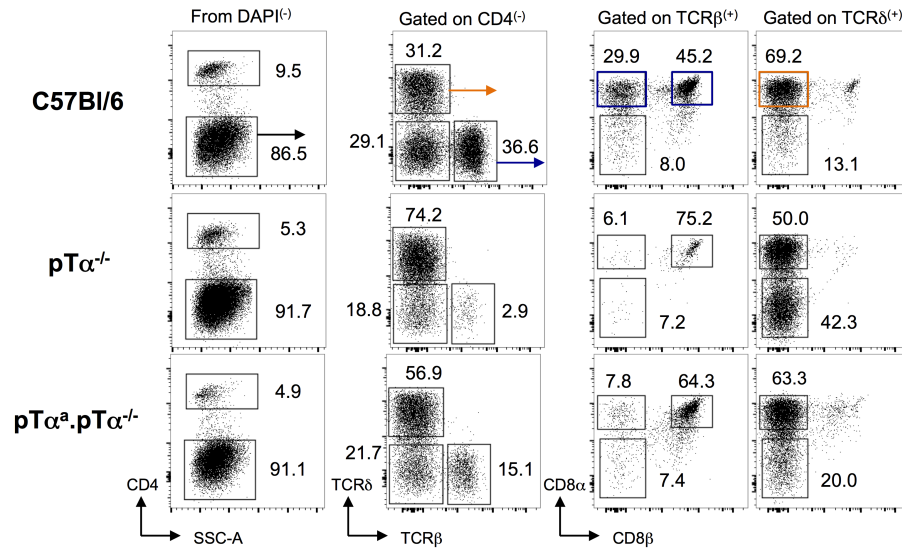 From DAPI(-)
Gated on CD4(-)
Gated on TCRβ(+)
Gated on TCRδ(+)
C57Bl/6
9.5
86.5
31.2
29.1
36.6
29.9
45.2
8.0
69.2
13.1
pTα-/-
5.3
91.7
74.2
18.8
2.9
6.1
75.2
7.2
50.0
42.3
pTαa.pTα-/-
4.9
91.1
56.9
21.7
15.1
7.8
64.3
7.4
63.3
20.0
CD4
SSC-A
TCRδ
TCRβ
CD8α
CD8β